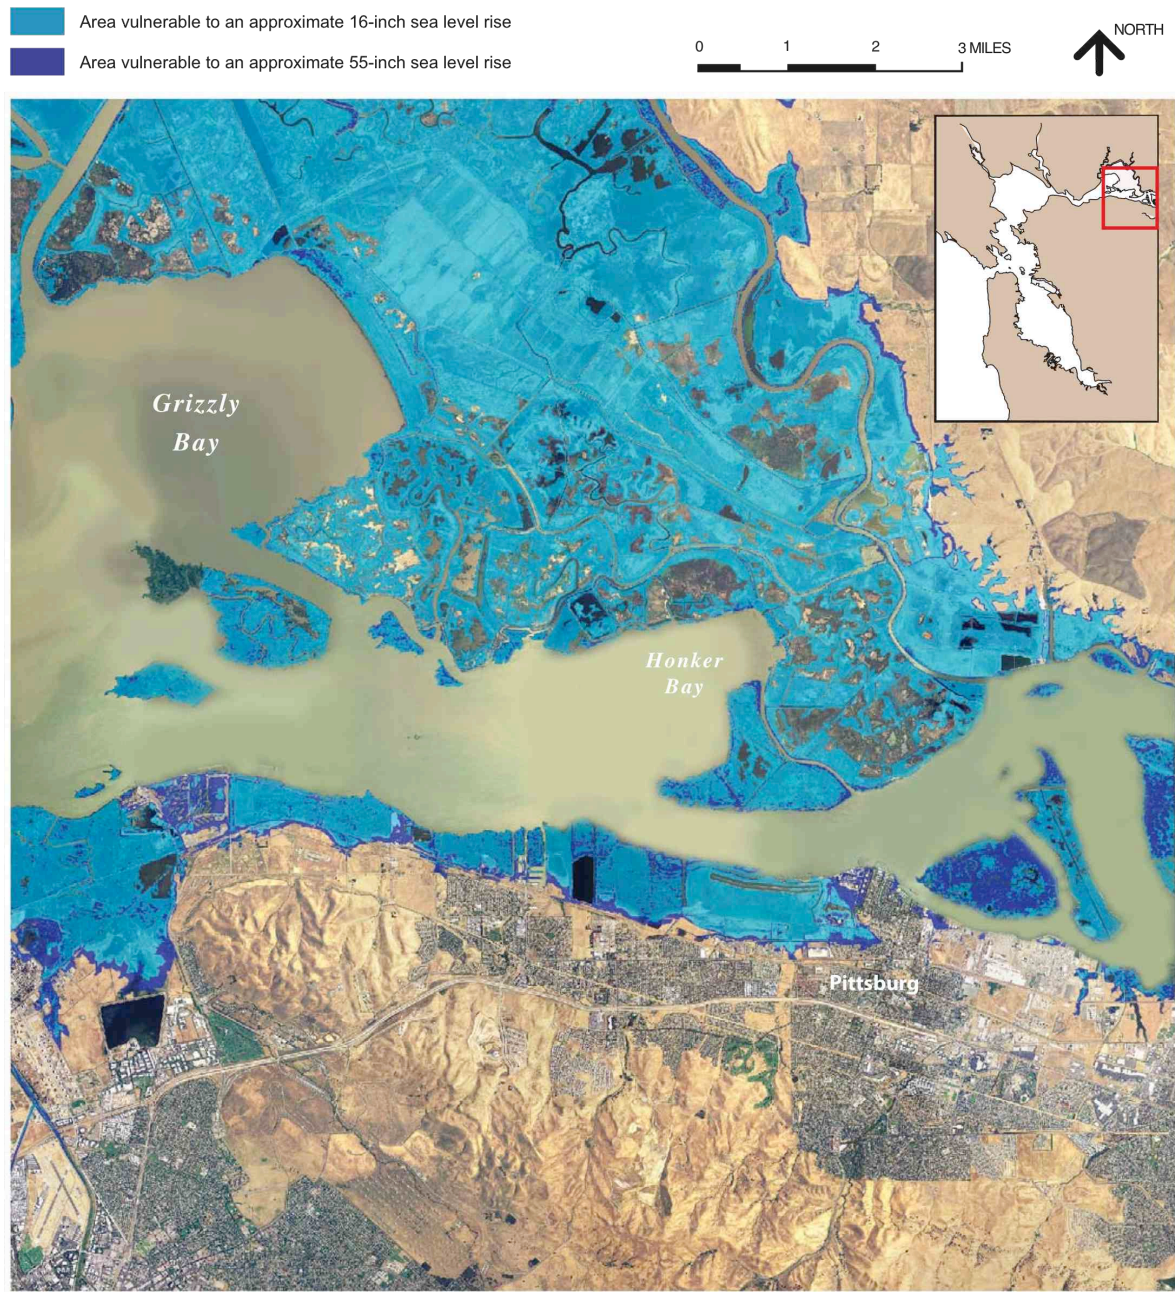 Area vulnerable to an approximate 16-inch sea level rise
Area vulnerable to an approximate 55-inch sea level rise
0 1 2 3 MILES
NORTH
Grizzly
Bay
Honker
Bay
Pittsburg